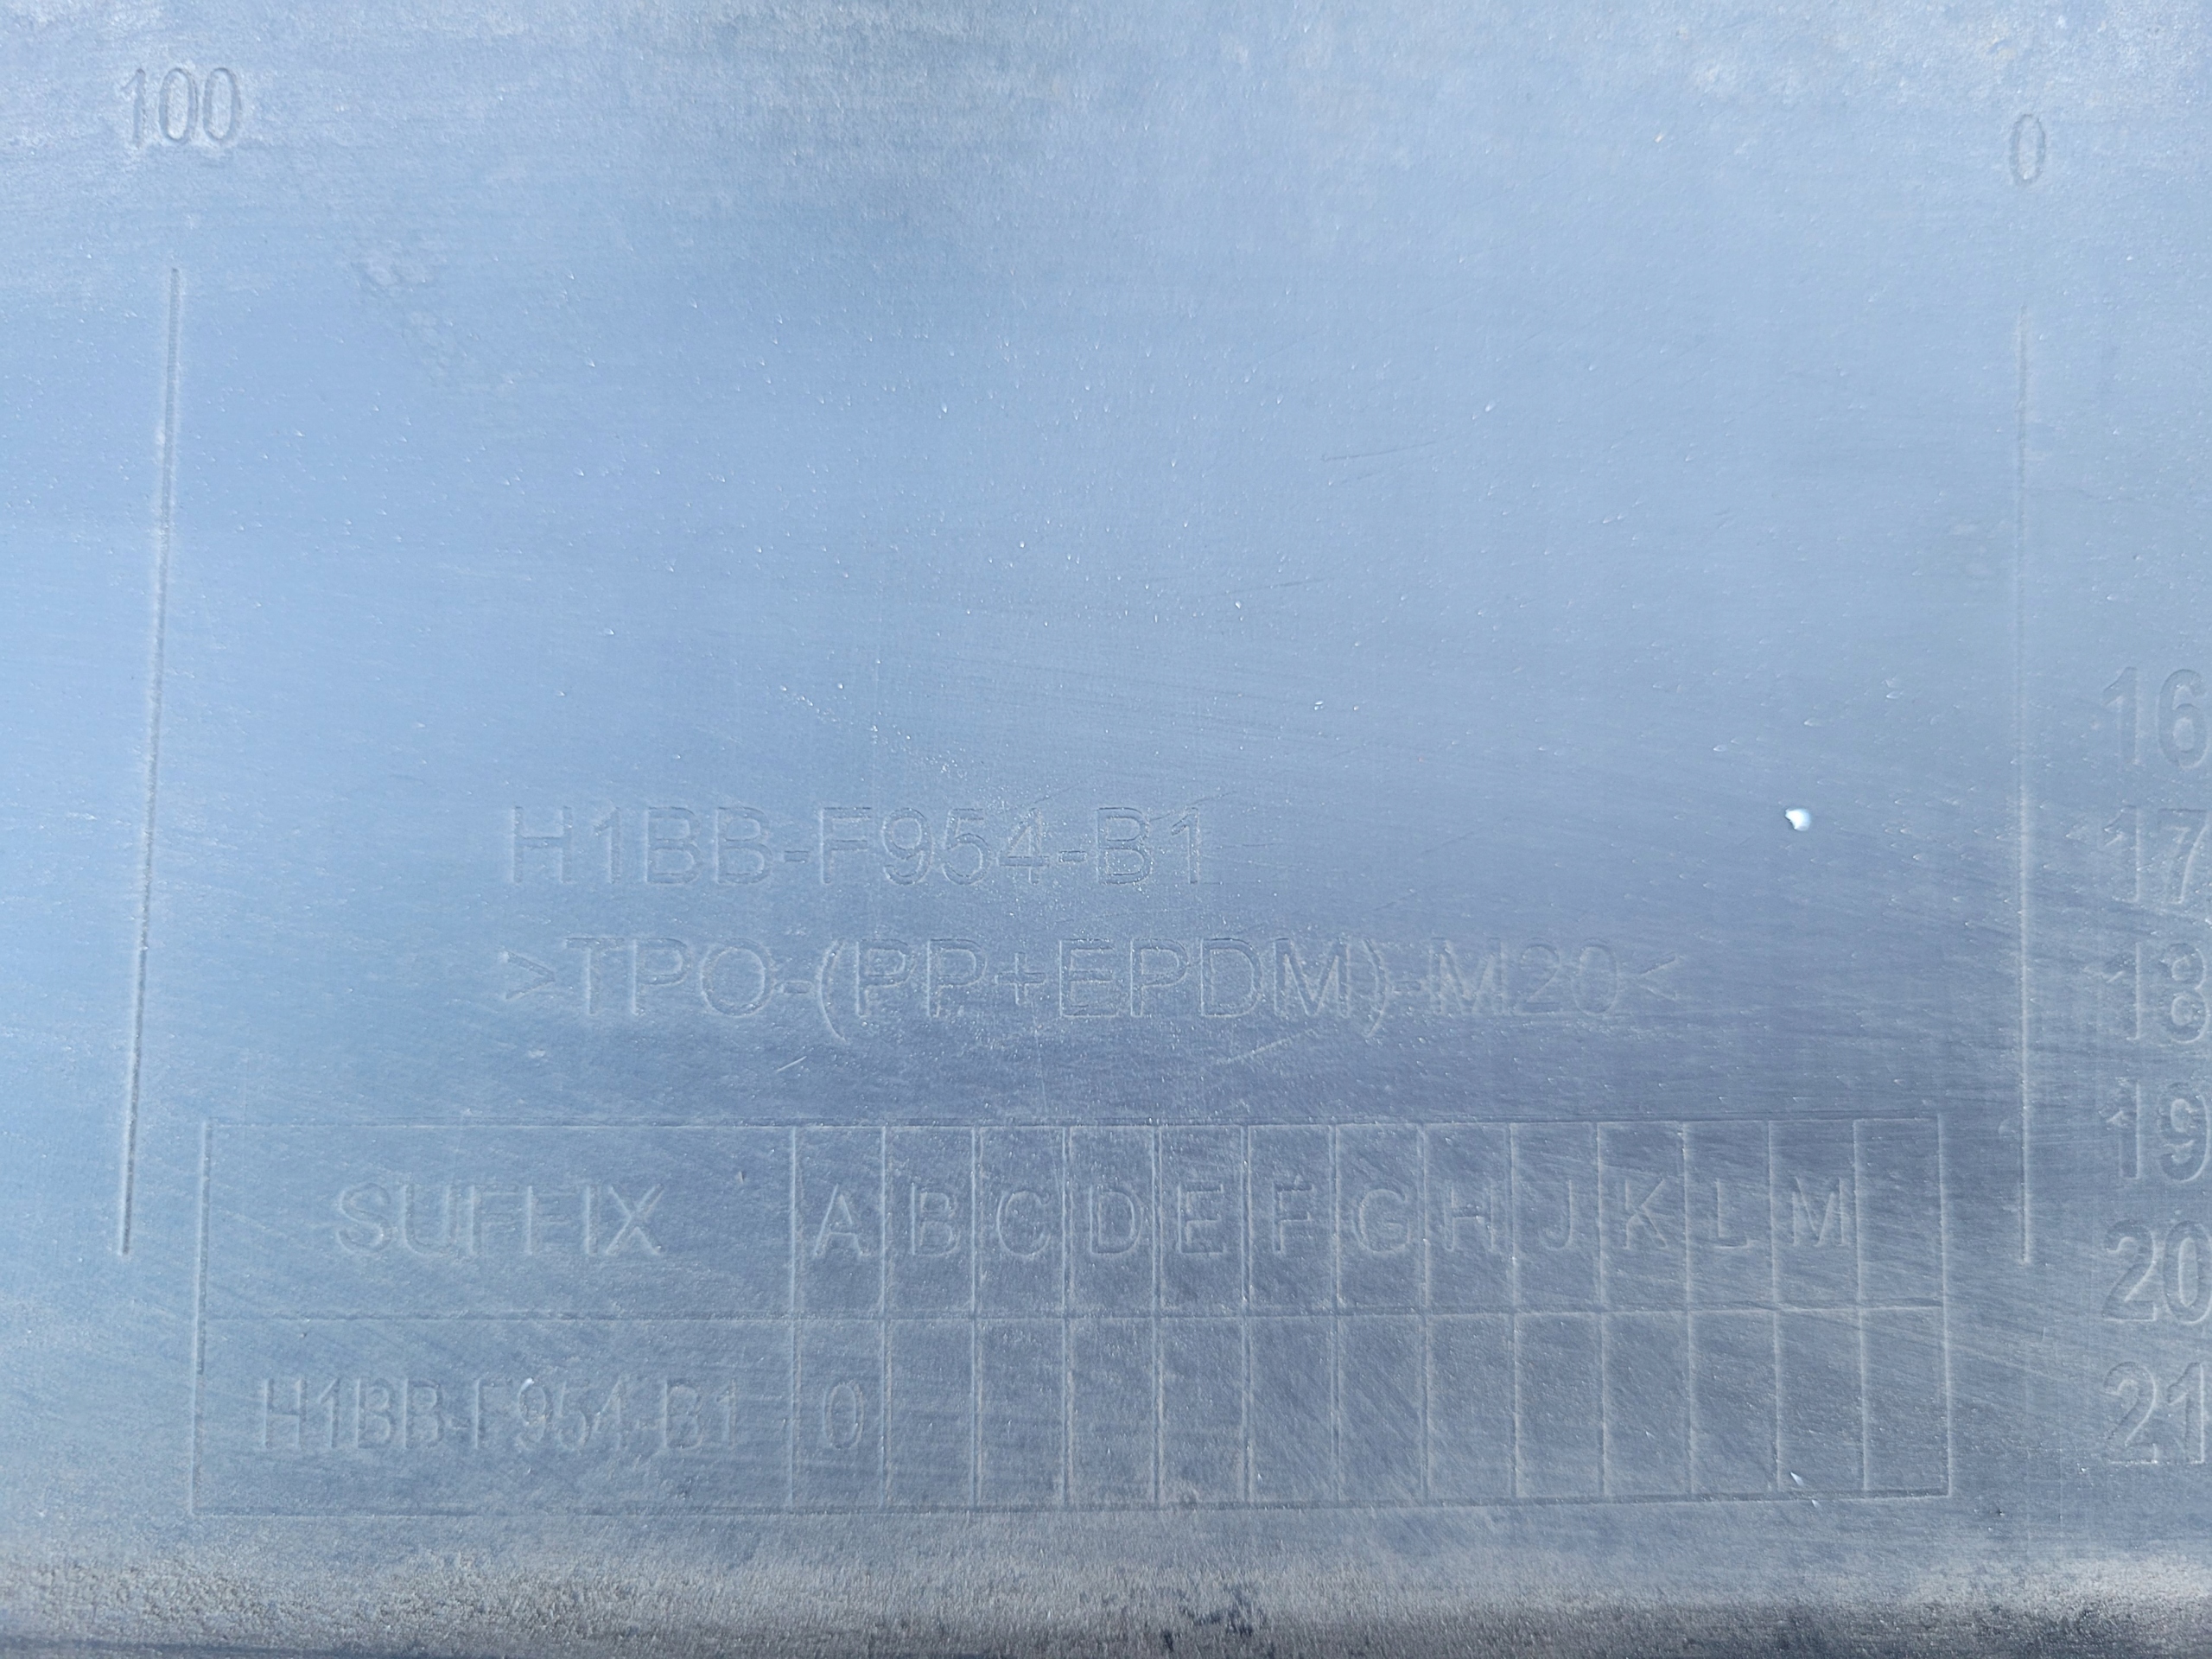 100
0
16
17
18
19
20
21
H1BB-F954-B1
>TPO-(PP+EPDM)-M20<
SUFFIX A B C D E F G H J K L M
H1BB-F954-B1 0